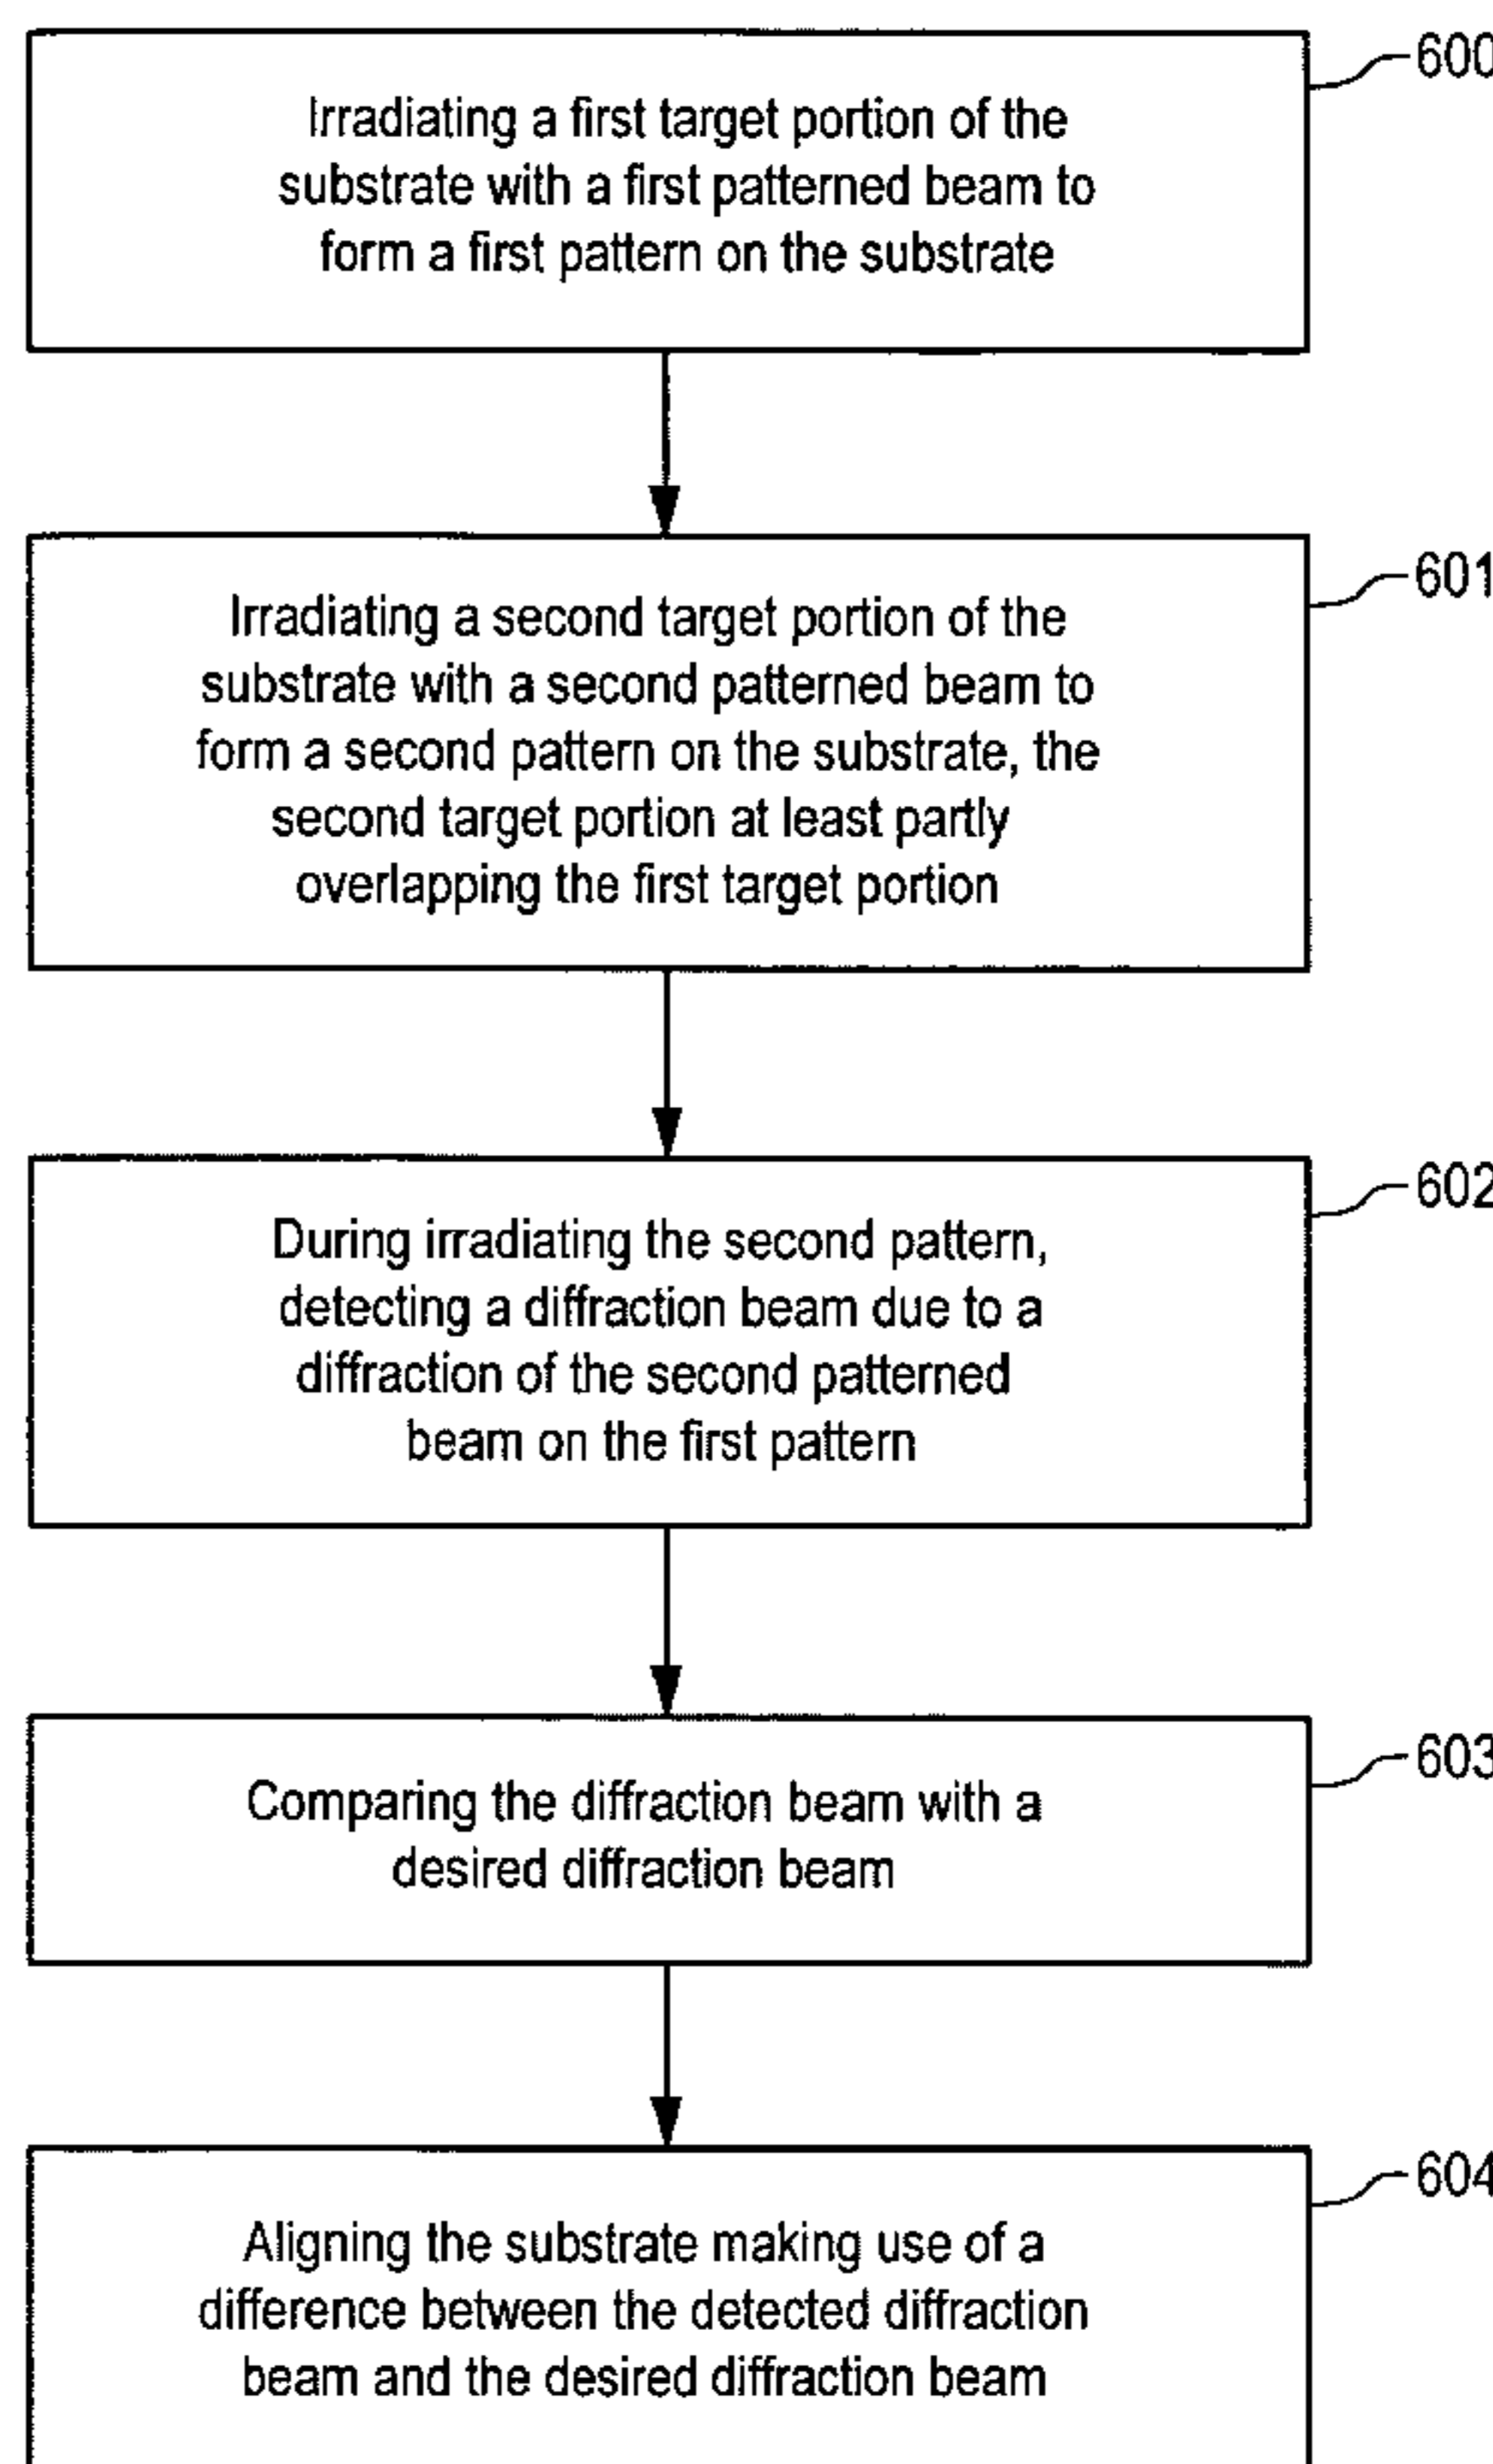 600
Irradiating a first target portion of the
substrate with a first patterned beam to
form a first pattern on the substrate
601
Irradiating a second target portion of the
substrate with a second patterned beam to
form a second pattern on the substrate, the
second target portion at least partly
overlapping the first target portion
602
During irradiating the second pattern,
detecting a diffraction beam due to a
diffraction of the second patterned
beam on the first pattern
603
Comparing the diffraction beam with a
desired diffraction beam
604
Aligning the substrate making use of a
difference between the detected diffraction
beam and the desired diffraction beam